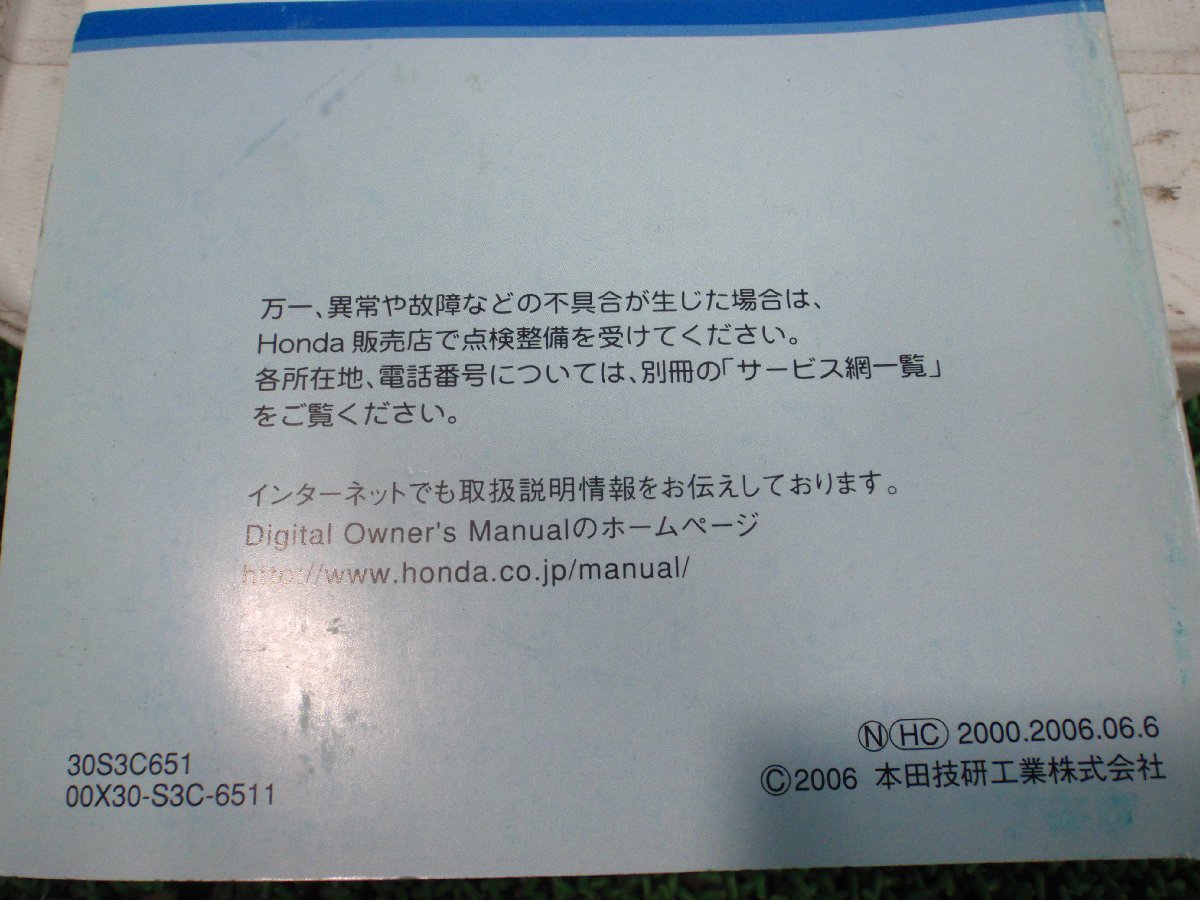 万一、異常や故障などの不具合が生じた場合は、
Honda 販売店で点検整備を受けてください。
各所在地、電話番号については、別冊の「サービス網一覧」
をご覧ください。
インターネットでも取扱説明情報をお伝えしております。
Digital Owner's Manualのホームページ
http://www.honda.co.jp/manual/
30S3C651
00X30-S3C-6511
Ⓝ HC 2000.2006.06.6
©2006 本田技研工業株式会社